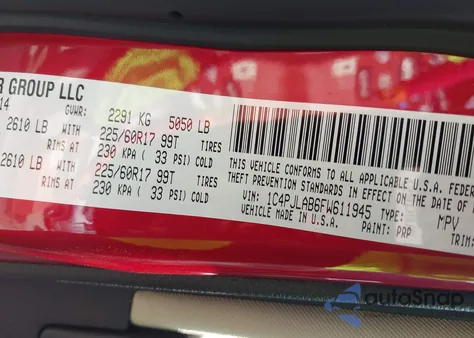 R GROUP LLC
14 GVWR: 2291 KG 5050 LB
2610 LB WITH 225/60R17 99T TIRES
RIMS AT 230 KPA ( 33 PSI) COLD
2610 LB WITH 225/60R17 99T TIRES
RIMS AT 230 KPA ( 33 PSI) COLD
THIS VEHICLE CONFORMS TO ALL APPLICABLE U.S.A. FEDER
THEFT PREVENTION STANDARDS IN EFFECT ON THE DATE OF
VIN: 1C4PJLAB6FW611945 TYPE: MPV
VEHICLE MADE IN U.S.A. PAINT: PRP TRIM:
autoSnap